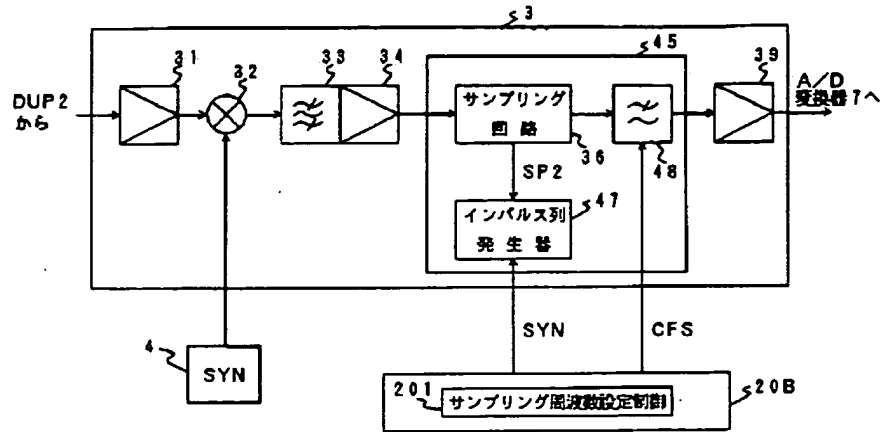 3
31
32
33
34
45
39
DUP2
から
サンプリング
回路
36
48
A/D
変換器7へ
SP2
47
インパルス列
発生器
SYN
CFS
4
SYN
201
サンプリング周波数設定制御
20B